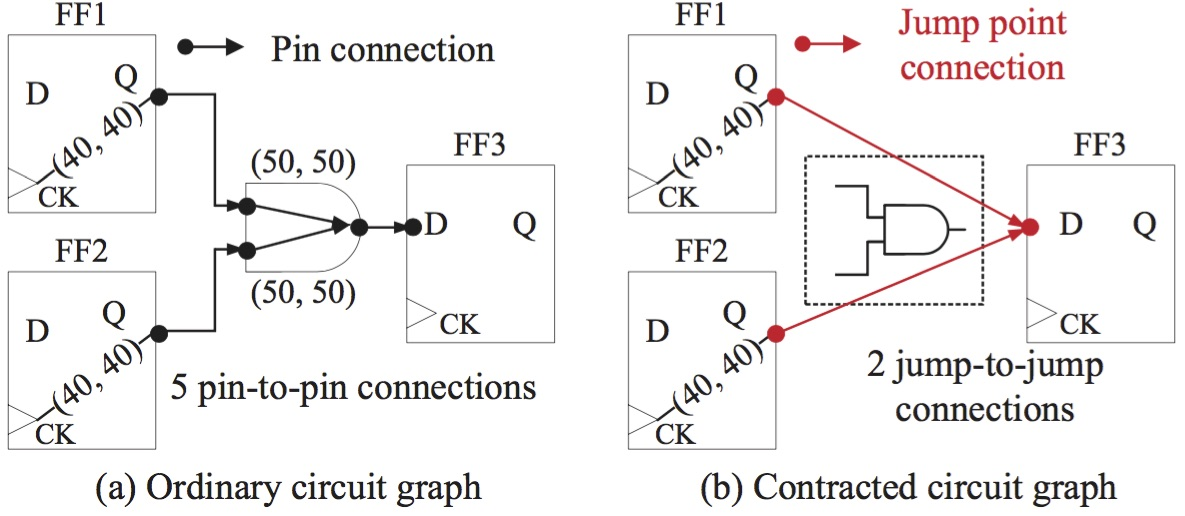 FF1
Pin connection
D
Q
(40, 40)
CK
(50, 50)
FF3
D
Q
CK
FF2
(50, 50)
D
Q
(40, 40)
CK
5 pin-to-pin connections
(a) Ordinary circuit graph
FF1
Jump point
connection
D
Q
(40, 40)
CK
FF3
D
Q
CK
FF2
D
Q
(40, 40)
CK
2 jump-to-jump
connections
(b) Contracted circuit graph